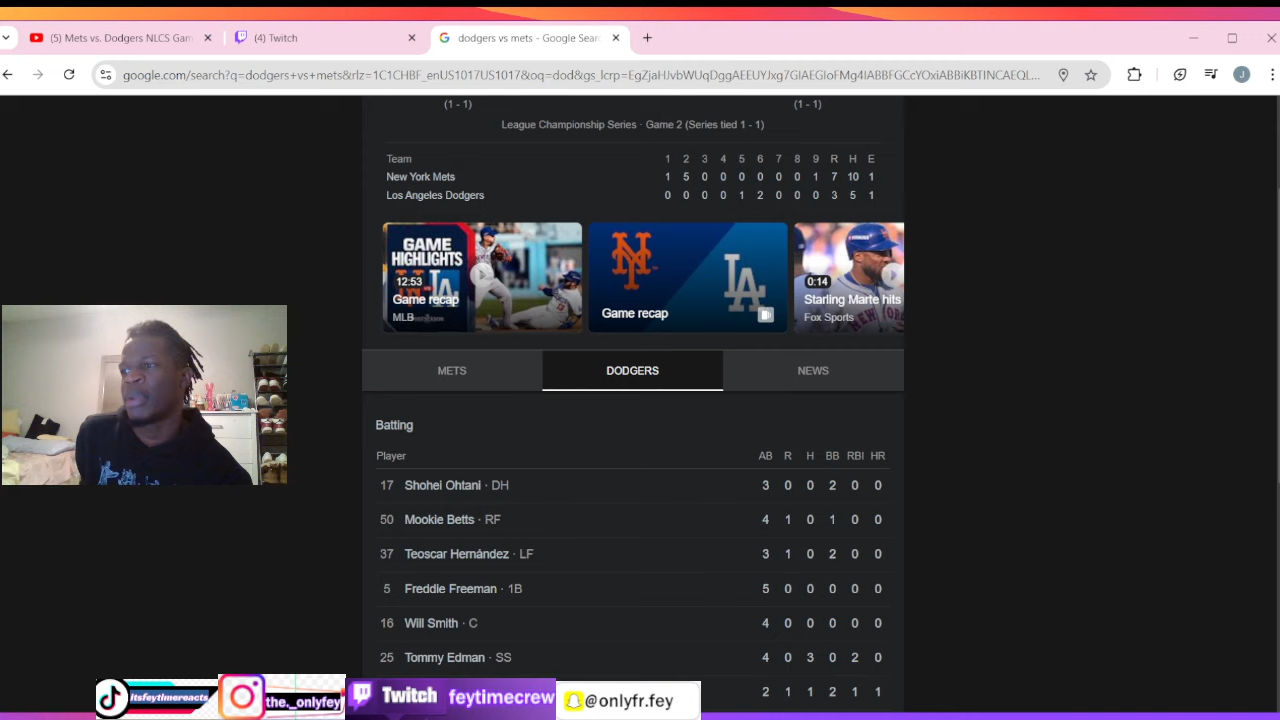 (5) Mets vs. Dodgers NLCS Gam
(4) Twitch
dodgers vs mets - Google Sear
google.com/search?q=dodgers+vs+mets&rlz=1C1CHBF_enUS1017US1017&oq=dod&gs_lcrp=
J
(1 - 1) (1 - 1)
League Championship Series · Game 2 (Series tied 1 - 1)
Team 1 2 3 4 5 6 7 8 9 R H E
New York Mets 1 5 0 0 0 0 0 0 1 7 10 1
Los Angeles Dodgers 0 0 0 0 1 2 0 0 0 3 5 1
GAME
HIGHLIGHTS
12:53
Game recap
MLB
LA
Game recap
0:14
Starling Marte hits
Fox Sports
METS DODGERS NEWS
Batting
Player AB R H BB RBI HR
17 Shohei Ohtani · DH 3 0 0 2 0 0
50 Mookie Betts · RF 4 1 0 1 0 0
37 Teoscar Hernández · LF 3 1 0 2 0 0
5 Freddie Freeman · 1B 5 0 0 0 0 0
16 Will Smith · C 4 0 0 0 0 0
25 Tommy Edman · SS 4 0 3 0 2 0
2 1 1 2 1 1
itsfeytimereacts
the._onlyfey
Twitch feytimecrew
@onlyfr.fey